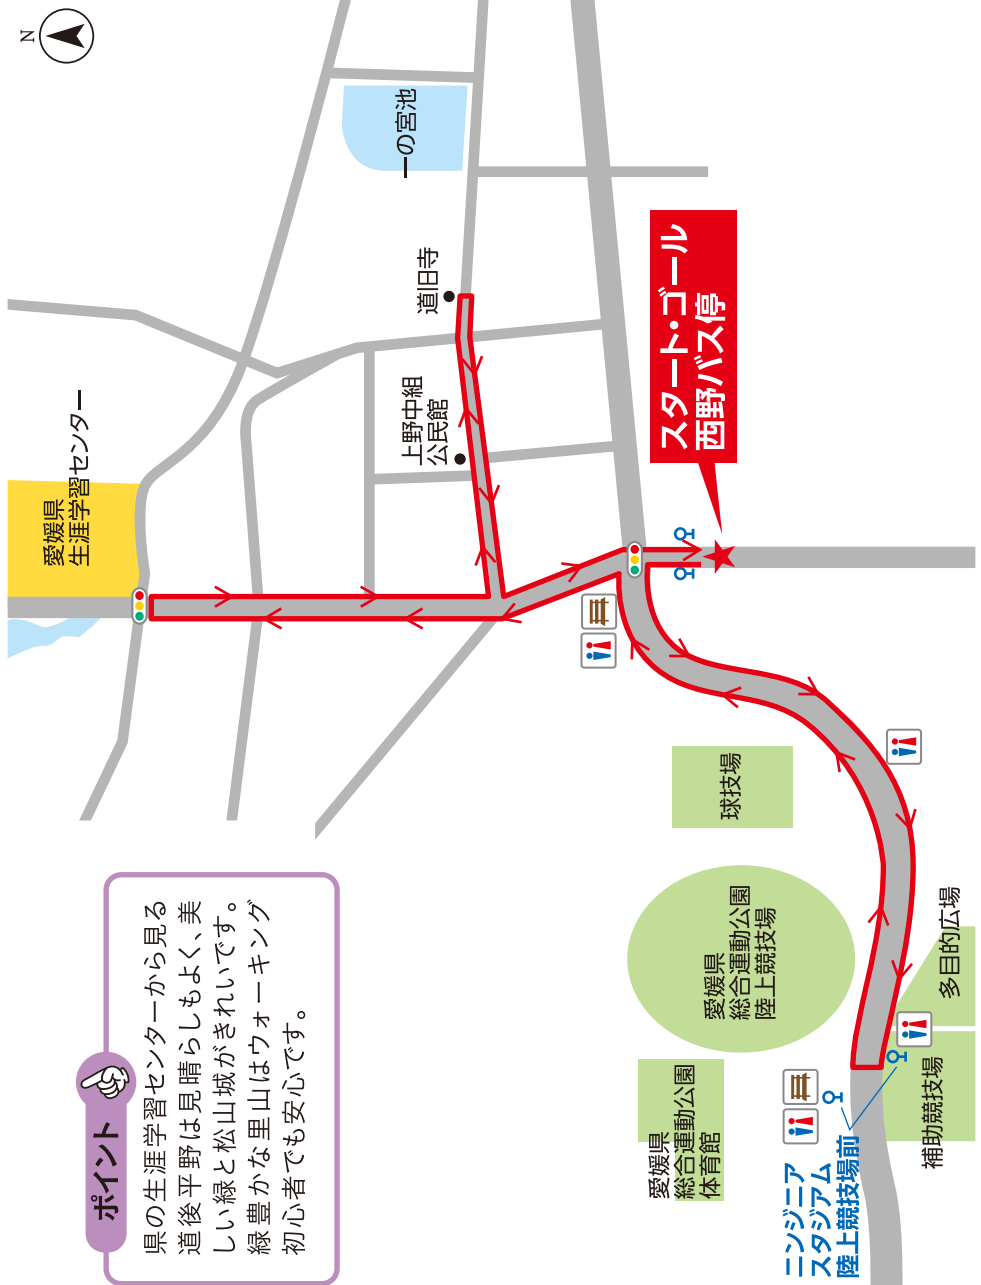 N
一の宮池
道旧寺
上野中組
公民館
愛媛県
生涯学習センター
スタート・ゴール
西野バス停
球技場
愛媛県
総合運動公園
陸上競技場
多目的広場
補助競技場
愛媛県
総合運動公園
体育館
ニンジニア
スタジアム
陸上競技場前
ポイント
県の生涯学習センターから見る
道後平野は見晴らしもよく、美
しい緑と松山城がきれいです。
緑豊かな里山はウォーキング
初心者でも安心です。